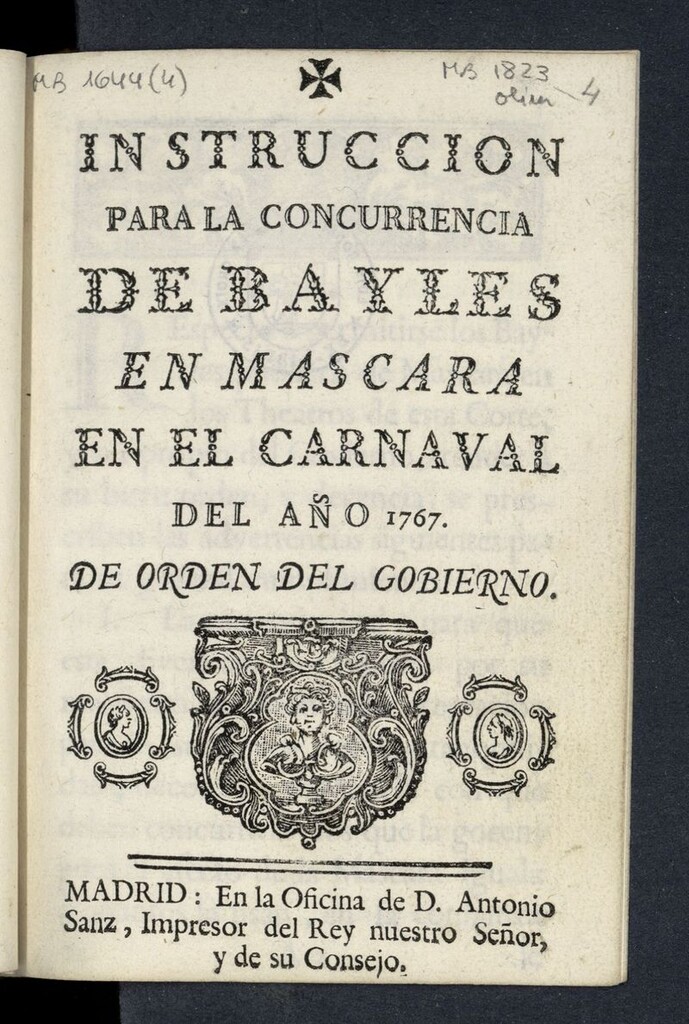 MB 1644(4)
MB 1823
4
INSTRUCCION
PARA LA CONCURRENCIA
DE BAYLES
EN MASCARA
EN EL CARNAVAL
DEL AÑO 1767.
DE ORDEN DEL GOBIERNO.
MADRID: En la Oficina de D. Antonio
Sanz, Impresor del Rey nuestro Señor,
y de su Consejo.